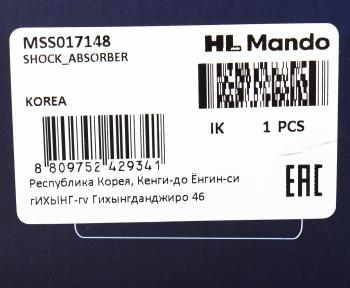 MSS017148
HL Mando
SHOCK_ABSORBER
KOREA
IK 1 PCS
8 809752 429341
Республика Корея, Кенги-до Ёнгин-си
гИХЫНГ-гv Гихынгданджиро 46
EAC